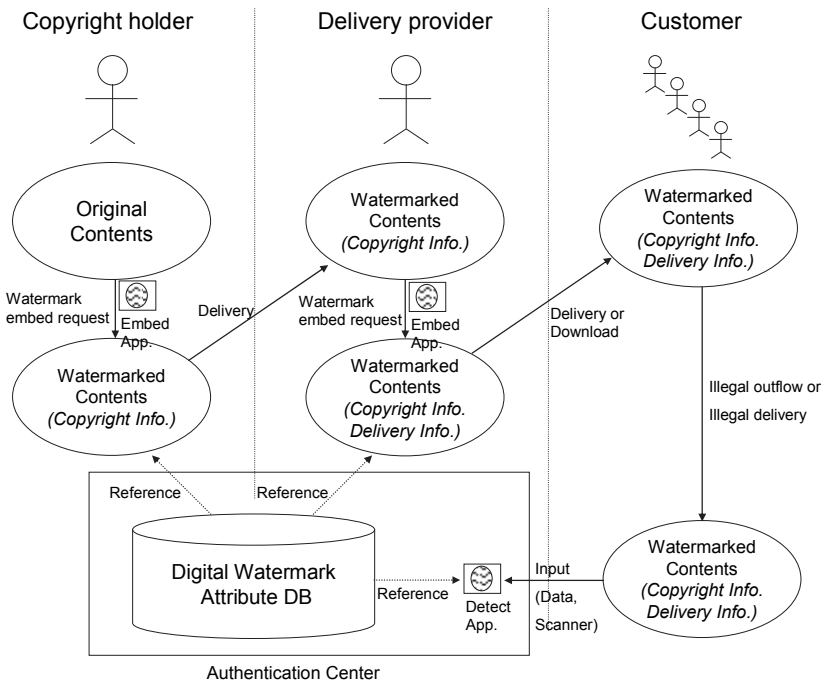 Copyright holder
Delivery provider
Customer
Original
Contents
Watermarked
Contents
(Copyright Info.)
Watermarked
Contents
(Copyright Info.
Delivery Info.)
Watermark
embed request
Embed
App.
Delivery
Watermark
embed request
Embed
App.
Delivery or
Download
Watermarked
Contents
(Copyright Info.)
Watermarked
Contents
(Copyright Info.
Delivery Info.)
Illegal outflow or
Illegal delivery
Reference
Reference
Digital Watermark
Attribute DB
Reference
Detect
App.
Input
(Data,
Scanner)
Watermarked
Contents
(Copyright Info.
Delivery Info.)
Authentication Center